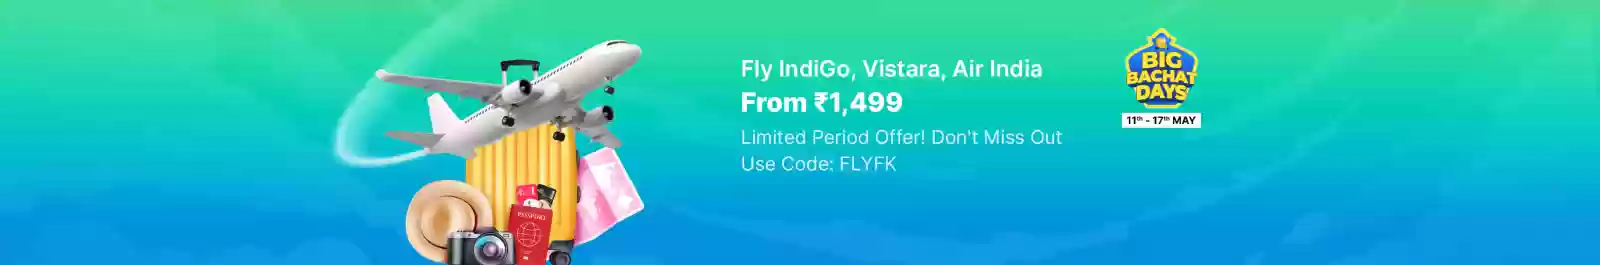 Fly IndiGo, Vistara, Air India
From ₹1,499
Limited Period Offer! Don't Miss Out
Use Code: FLYFK
BIG
BACHAT
DAYS
11th - 17th MAY
PASSPORT